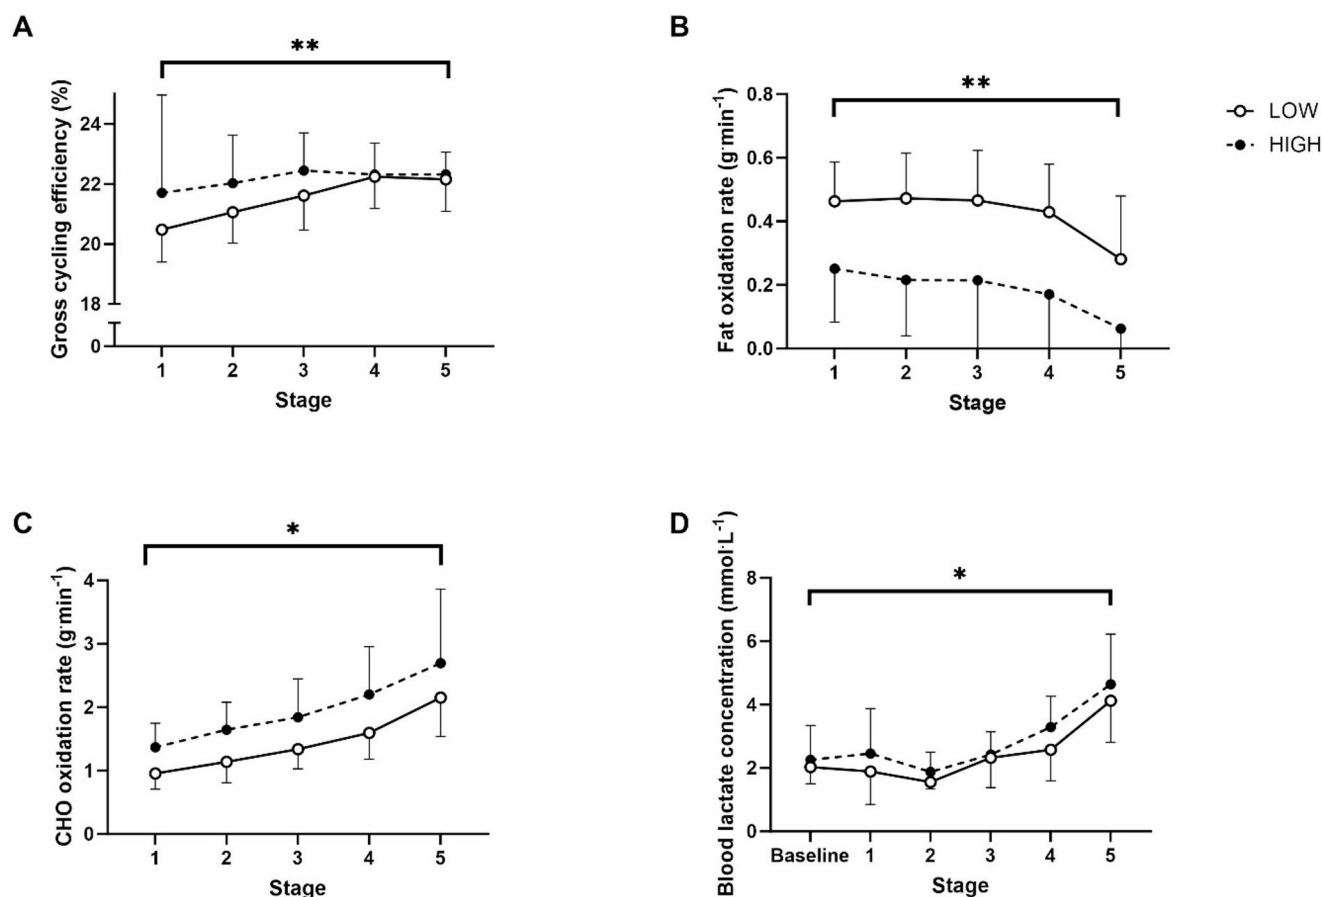 A
**
Gross cycling efficiency (%)
24
22
20
18
0
1 2 3 4 5
Stage
B
**
Fat oxidation rate (g·min⁻¹)
0.8
0.6
0.4
0.2
0.0
1 2 3 4 5
Stage
LOW
HIGH
C
*
CHO oxidation rate (g·min⁻¹)
4
3
2
1
0
1 2 3 4 5
Stage
D
*
Blood lactate concentration (mmol·L⁻¹)
8
6
4
2
0
Baseline 1 2 3 4 5
Stage